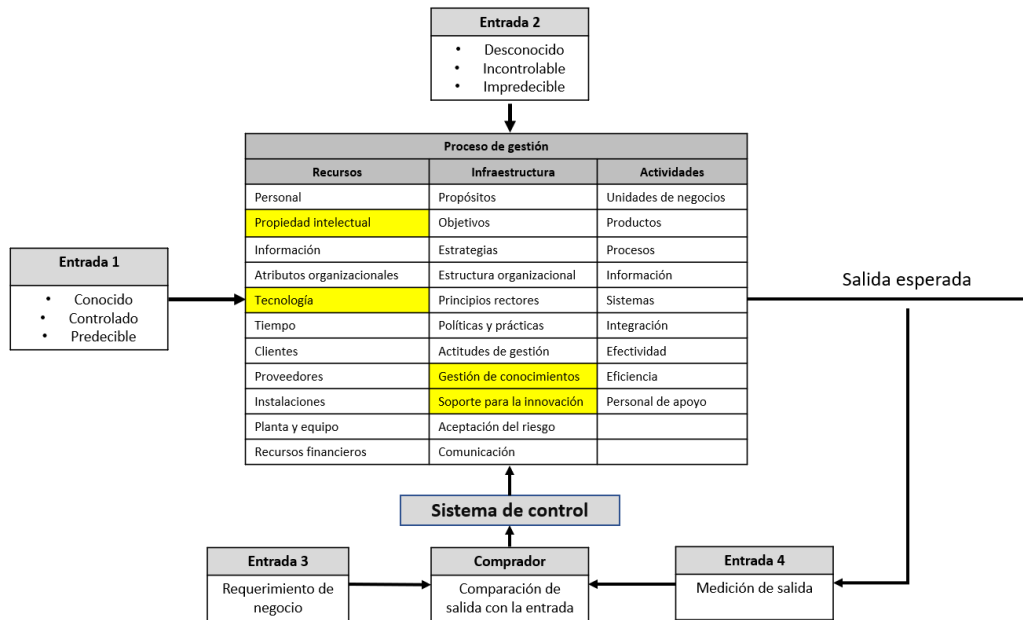 Entrada 2
• Desconocido
• Incontrolable
• Impredecible
Proceso de gestión
Recursos Infraestructura Actividades
Personal Propósitos Unidades de negocios
Propiedad intelectual Objetivos Productos
Información Estrategias Procesos
Atributos organizacionales Estructura organizacional Información
Tecnología Principios rectores Sistemas
Tiempo Políticas y prácticas Integración
Clientes Actitudes de gestión Efectividad
Proveedores Gestión de conocimientos Eficiencia
Instalaciones Soporte para la innovación Personal de apoyo
Planta y equipo Aceptación del riesgo
Recursos financieros Comunicación
Entrada 1
• Conocido
• Controlado
• Predecible
Salida esperada
Sistema de control
Entrada 3
Requerimiento de
negocio
Comprador
Comparación de
salida con la entrada
Entrada 4
Medición de salida